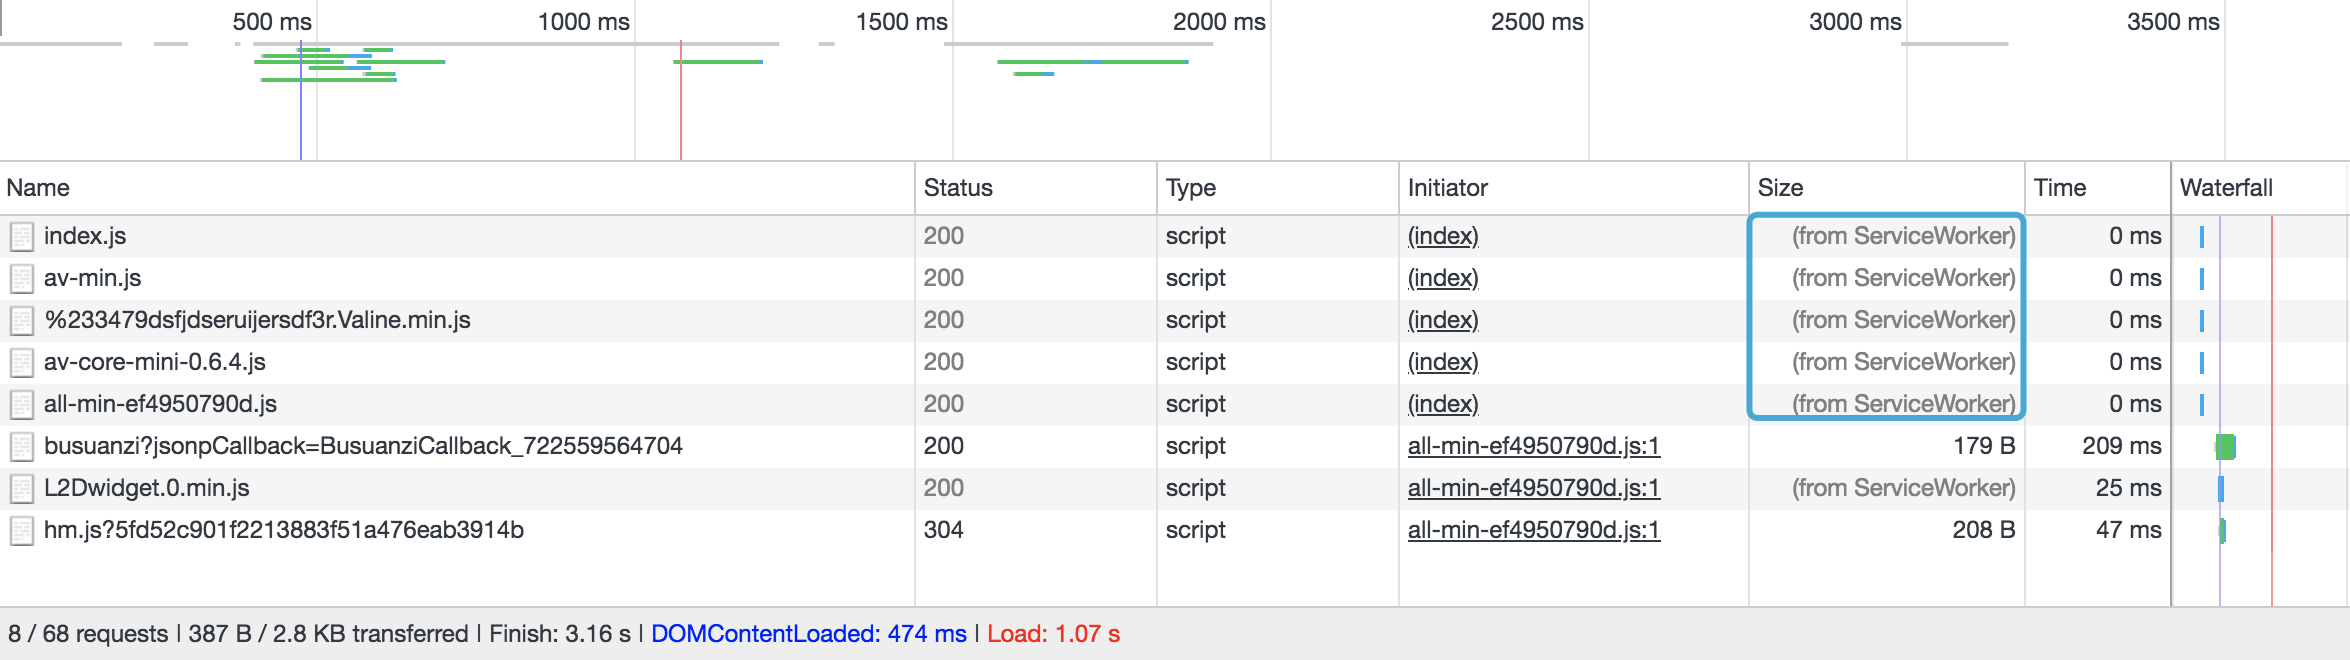 500 ms 1000 ms 1500 ms 2000 ms 2500 ms 3000 ms 3500 ms
Name Status Type Initiator Size Time Waterfall
index.js 200 script (index) (from ServiceWorker) 0 ms
av-min.js 200 script (index) (from ServiceWorker) 0 ms
%233479dsfjdseruijersdf3r.Valine.min.js 200 script (index) (from ServiceWorker) 0 ms
av-core-mini-0.6.4.js 200 script (index) (from ServiceWorker) 0 ms
all-min-ef4950790d.js 200 script (index) (from ServiceWorker) 0 ms
busuanzi?jsonpCallback=BusuanziCallback_722559564704 200 script all-min-ef4950790d.js:1 179 B 209 ms
L2Dwidget.0.min.js 200 script all-min-ef4950790d.js:1 (from ServiceWorker) 25 ms
hm.js?5fd52c901f2213883f51a476eab3914b 304 script all-min-ef4950790d.js:1 208 B 47 ms
8 / 68 requests | 387 B / 2.8 KB transferred | Finish: 3.16 s | DOMContentLoaded: 474 ms | Load: 1.07 s